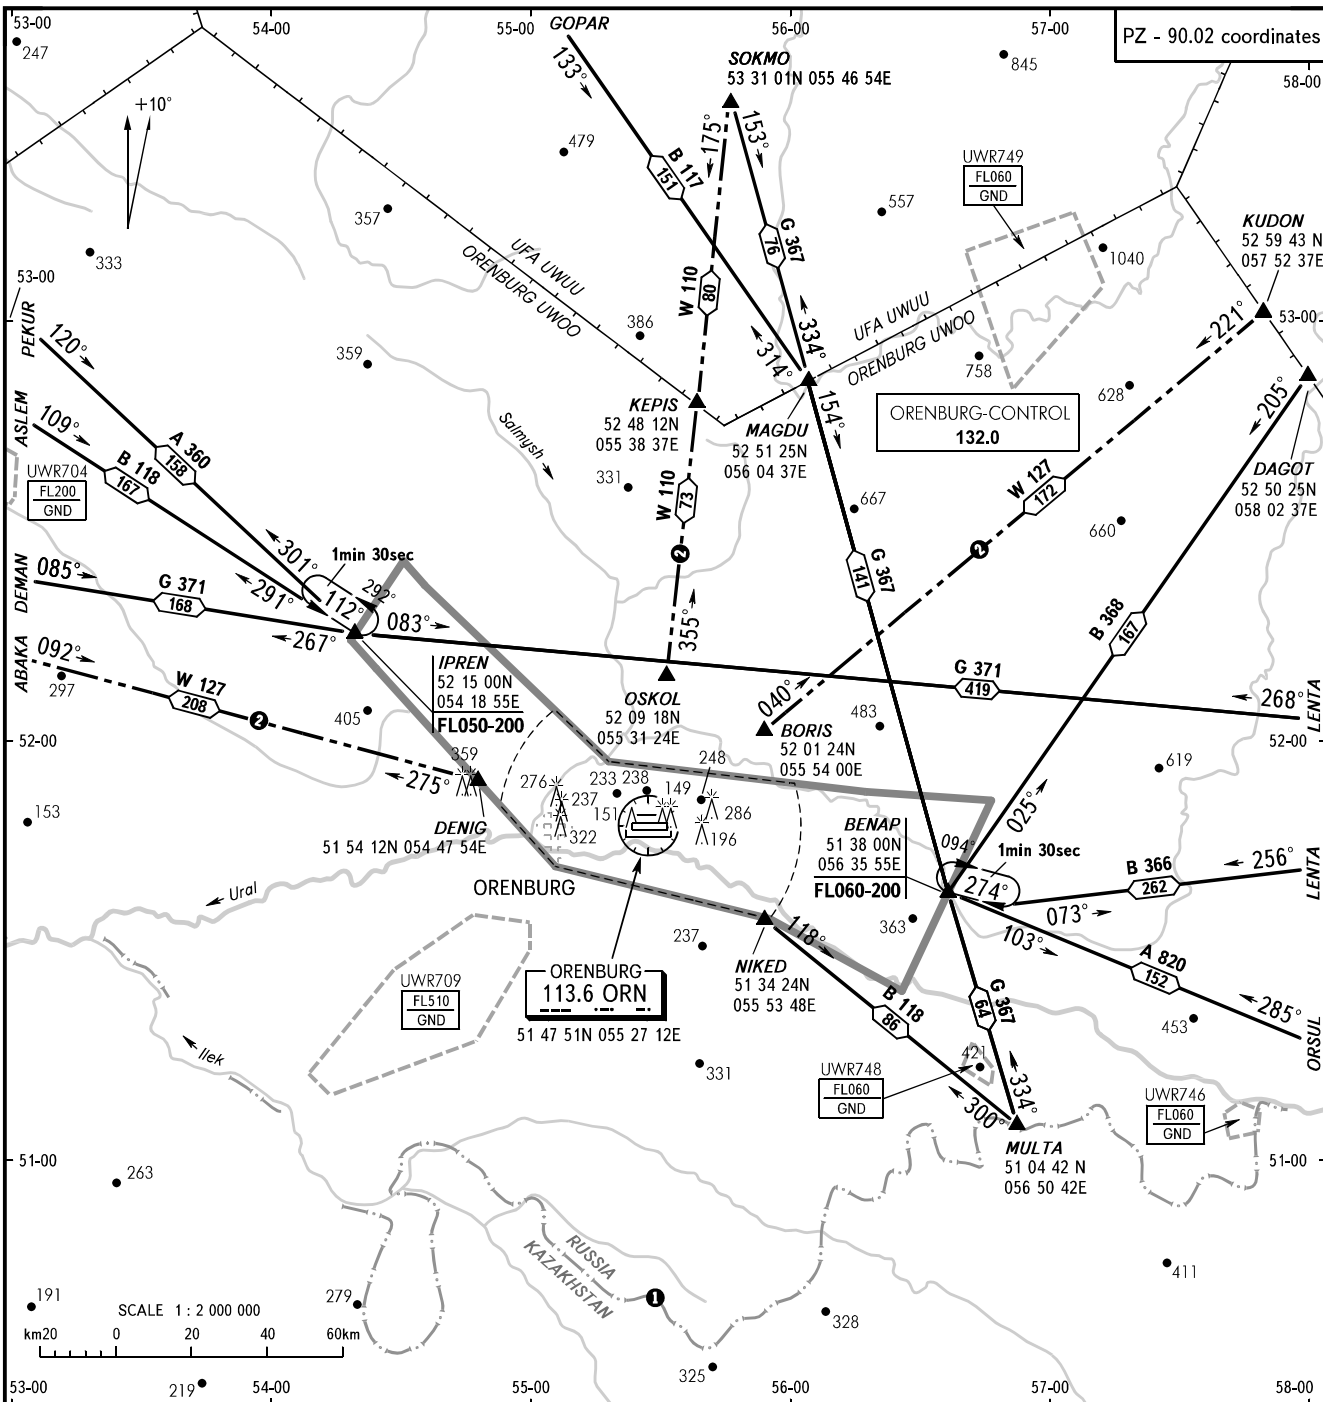 53-00
54-00
55-00
GOPAR
56-00
57-00
PZ - 90.02 coordinates
58-00
247
845
SOKMO
53 31 01N 055 46 54E
+10°
133°
175°
153°
479
B 117
151
UWR749
FL060
GND
357
557
G 367
76
KUDON
52 59 43 N
057 52 37E
333
UFA UWUU
ORENBURG UWOO
W 110
80
1040
53-00
PEKUR
120°
386
334°
314°
UFA UWUU
ORENBURG UWOO
221°
53-00
359
758
628
205°
ASLEM
109°
KEPIS
52 48 12N
055 38 37E
MAGDU
52 51 25N
056 04 37E
154°
ORENBURG-CONTROL
132.0
Salmysh
A 360
158
B 118
167
UWR704
FL200
GND
331
W 110
73
667
W 127
172
DAGOT
52 50 25N
058 02 37E
660
2
2
DEMAN
085°
301°
1min 30sec
292°
112°
291°
G 371
168
083°
267°
G 367
141
B 368
167
355°
ABAKA
092°
297
W 127
208
2
405
IPREN
52 15 00N
054 18 55E
FL050-200
OSKOL
52 09 18N
055 31 24E
040°
G 371
419
268°
LENTA
483
BORIS
52 01 24N
055 54 00E
52-00
52-00
619
359
275°
276
233
238
248
237
149
286
151
322
196
153
DENIG
51 54 12N 054 47 54E
BENAP
51 38 00N
056 35 55E
FL060-200
094°
1min 30sec
274°
025°
B 366
262
256°
LENTA
073°
ORENBURG
Ural
363
103°
118°
237
NIKED
51 34 24N
055 53 48E
A 820
152
285°
ORSUL
UWR709
FL510
GND
ORENBURG
113.6 ORN
51 47 51N 055 27 12E
B 118
86
G 367
64
453
Ilek
331
421
UWR748
FL060
GND
300°
334°
UWR746
FL060
GND
MULTA
51 04 42 N
056 50 42E
51-00
51-00
263
RUSSIA
KAZAKHSTAN
1
411
191
SCALE 1 : 2 000 000
km20 0 20 40 60km
279
328
325
219
53-00
54-00
55-00
56-00
57-00
58-00